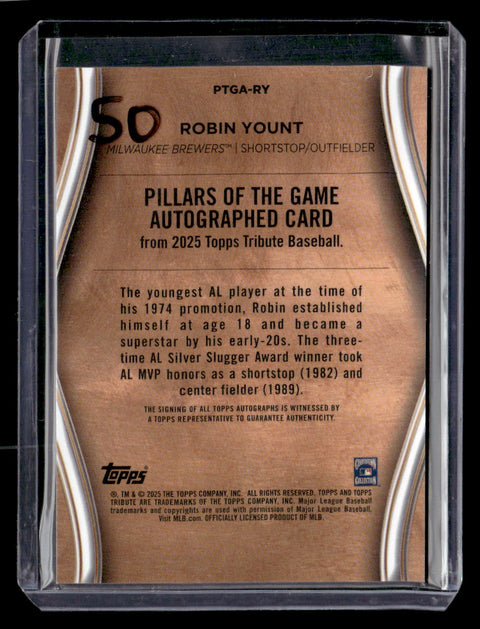 PTGA-RY
50
ROBIN YOUNT
MILWAUKEE BREWERS™ | SHORTSTOP/OUTFIELDER
PILLARS OF THE GAME
AUTOGRAPHED CARD
from 2025 Topps Tribute Baseball.
The youngest AL player at the time of
his 1974 promotion, Robin established
himself at age 18 and became a
superstar by his early-20s. The three-
time AL Silver Slugger Award winner took
AL MVP honors as a shortstop (1982) and
center fielder (1989).
THE SIGNING OF ALL TOPPS AUTOGRAPHS IS WITNESSED BY
A TOPPS REPRESENTATIVE TO GUARANTEE AUTHENTICITY.
topps
COOPERSTOWN
COLLECTION
®, TM & © 2025 THE TOPPS COMPANY, INC. ALL RIGHTS RESERVED. TOPPS AND TOPPS
TRIBUTE ARE TRADEMARKS OF THE TOPPS COMPANY, INC. Major League Baseball
trademarks and copyrights are used with permission of Major League Baseball.
Visit MLB.com. OFFICIALLY LICENSED PRODUCT OF MLB.